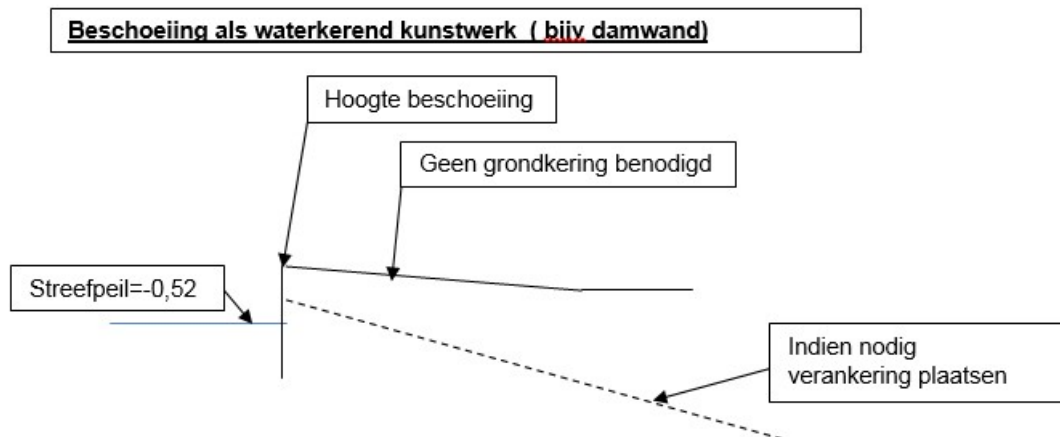 Beschoeiing als waterkerend kunstwerk ( bijv damwand)
Hoogte beschoeiing
Geen grondkering benodigd
Streefpeil=-0,52
Indien nodig
verankering plaatsen